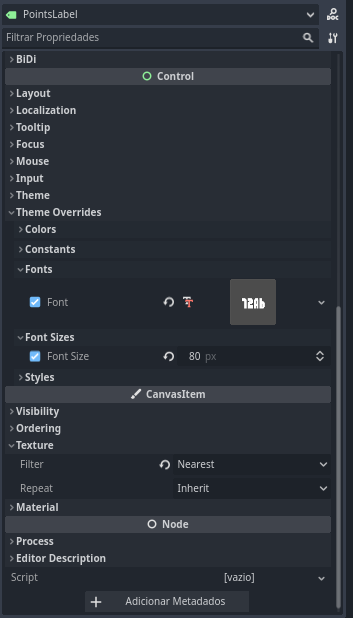 PointsLabel
DOC
Filtrar Propriedades
BiDi
Control
Layout
Localization
Tooltip
Focus
Mouse
Input
Theme
Theme Overrides
Colors
Constants
Fonts
Font
Font Sizes
Font Size 80 px
Styles
CanvasItem
Visibility
Ordering
Texture
Filter Nearest
Repeat Inherit
Material
Node
Process
Editor Description
Script [vazio]
Adicionar Metadados